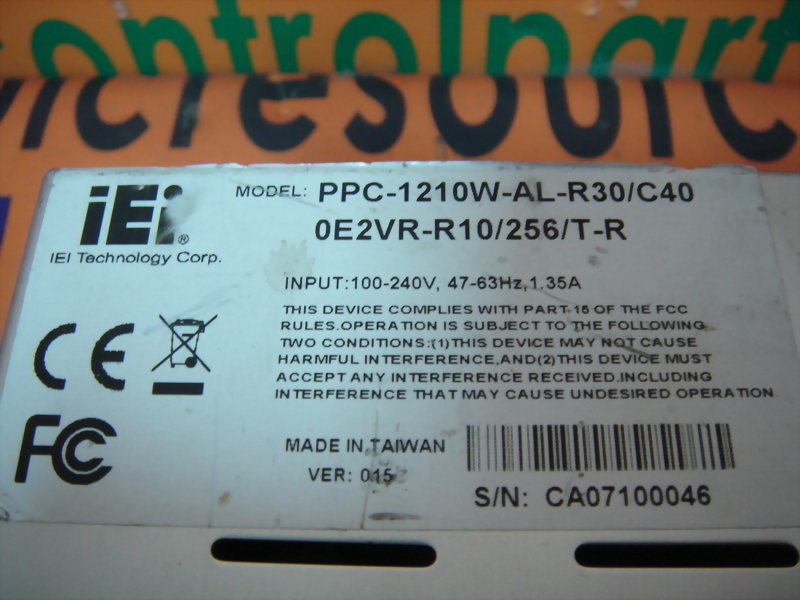 controlpart
icresourc
iEi®
IEI Technology Corp.
MODEL: PPC-1210W-AL-R30/C40
0E2VR-R10/256/T-R
INPUT:100-240V, 47-63Hz,1.35A
THIS DEVICE COMPLIES WITH PART 15 OF THE FCC
RULES.OPERATION IS SUBJECT TO THE FOLLOWING
TWO CONDITIONS:(1)THIS DEVICE MAY NOT CAUSE
HARMFUL INTERFERENCE,AND(2)THIS DEVICE MUST
ACCEPT ANY INTERFERENCE RECEIVED.INCLUDING
INTERFERENCE THAT MAY CAUSE UNDESIRED OPERATION
CE
FC
MADE IN TAIWAN
VER: 015
S/N: CA07100046